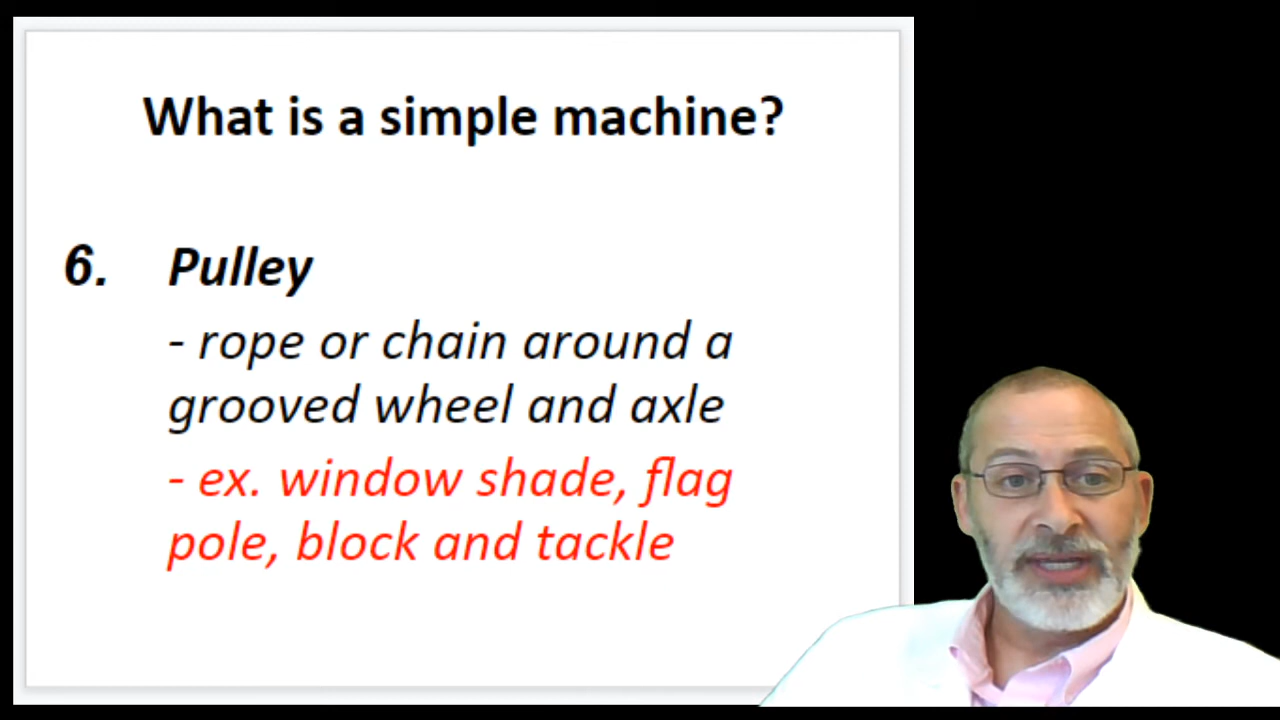 What is a simple machine?
6. Pulley
- rope or chain around a
grooved wheel and axle
- ex. window shade, flag
pole, block and tackle